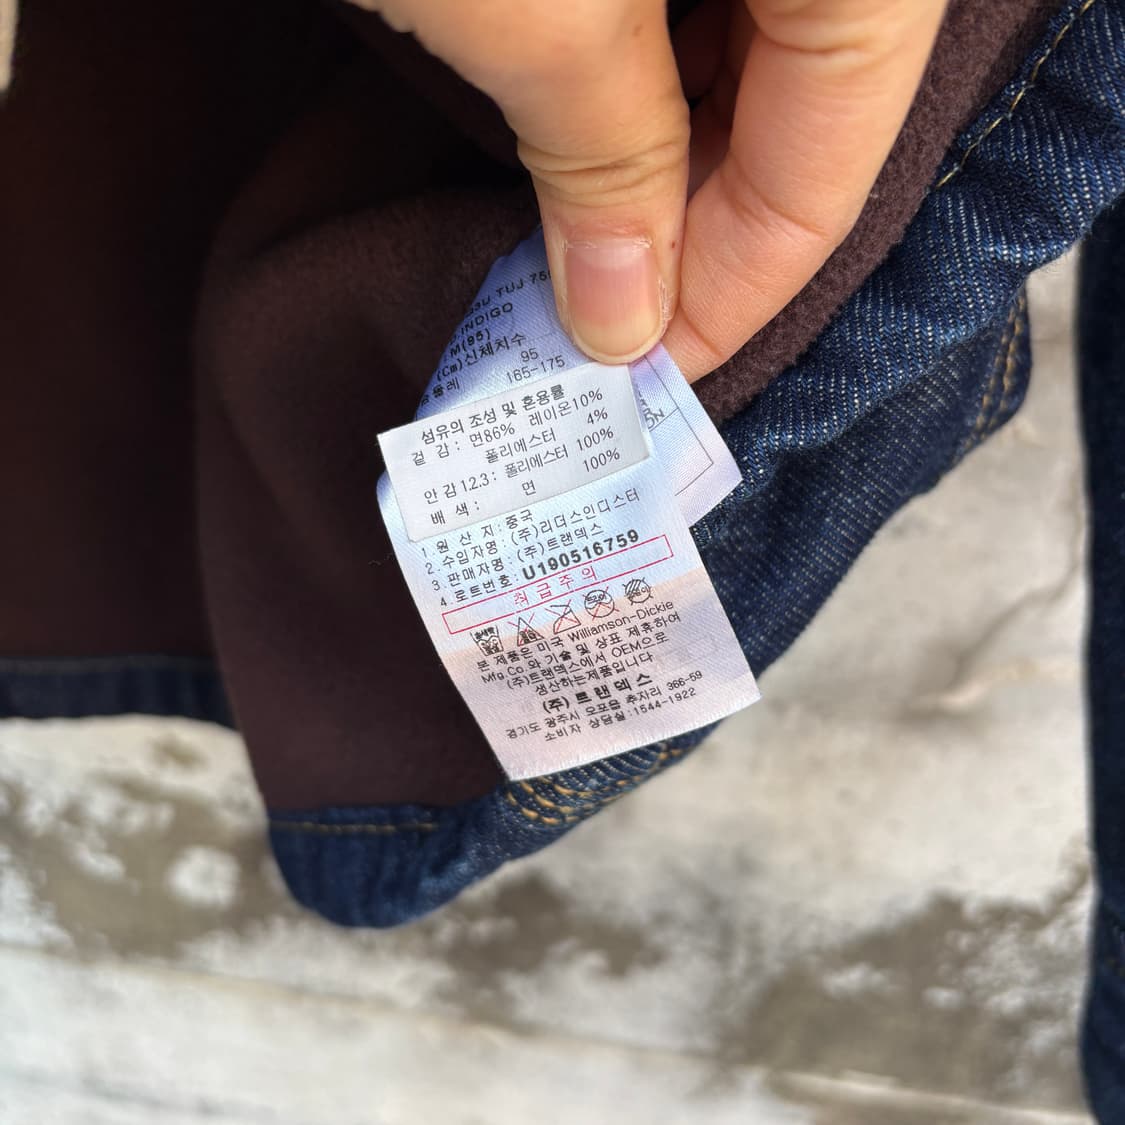 TUJ
INDIGO
M(95)
(Cm)신체치수
95
165-175
섬유의 조성 및 혼용률
겉 감 : 면86% 레이온10%
폴리에스터 4%
안 감 1.2.3 : 폴리에스터 100%
배 색 : 면 100%
1. 원 산 지 : 중국
2. 수입자명 : (주)리더스인디스터
3. 판매자명 : (주)트랜덱스
4. 로트번호 : U190516759
취 급 주 의
본 제품은 미국 Williamson-Dickie
Mfg.Co.와 기술 및 상표 제휴하여
(주)트랜덱스에서 OEM으로
생산하는제품입니다
(주) 트 랜 덱 스
경기도 광주시 오포읍 추자리 366-59
소비자 상담실 : 1544-1922